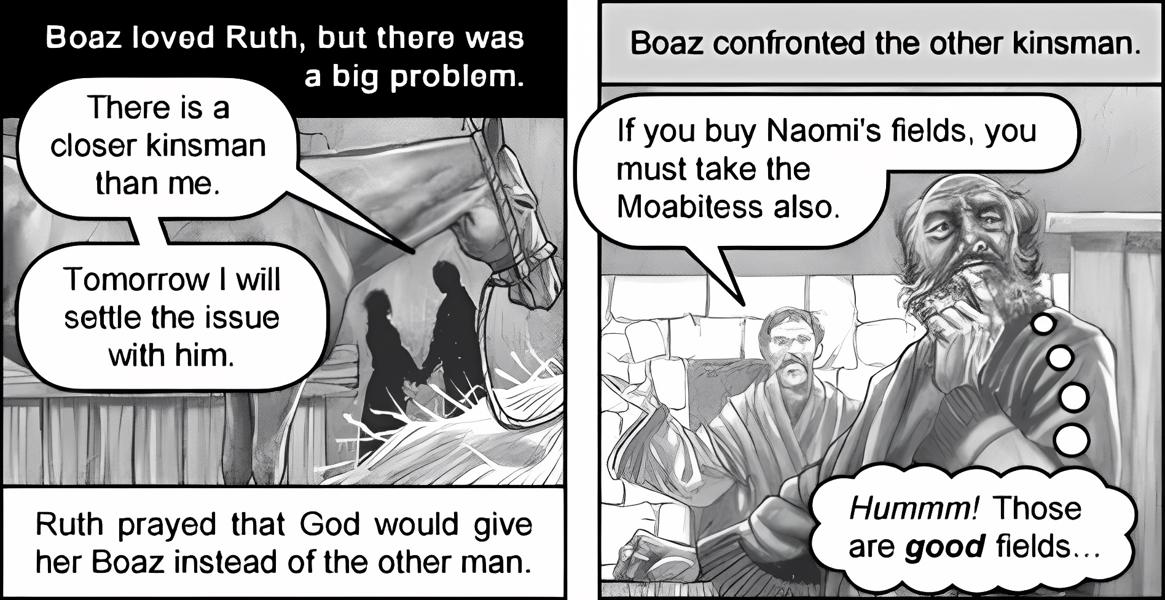 Boaz loved Ruth, but there was
a big problem.
There is a
closer kinsman
than me.
Tomorrow I will
settle the issue
with him.
Ruth prayed that God would give
her Boaz instead of the other man.
Boaz confronted the other kinsman.
If you buy Naomi's fields, you
must take the
Moabitess also.
Hummm! Those
are good fields...